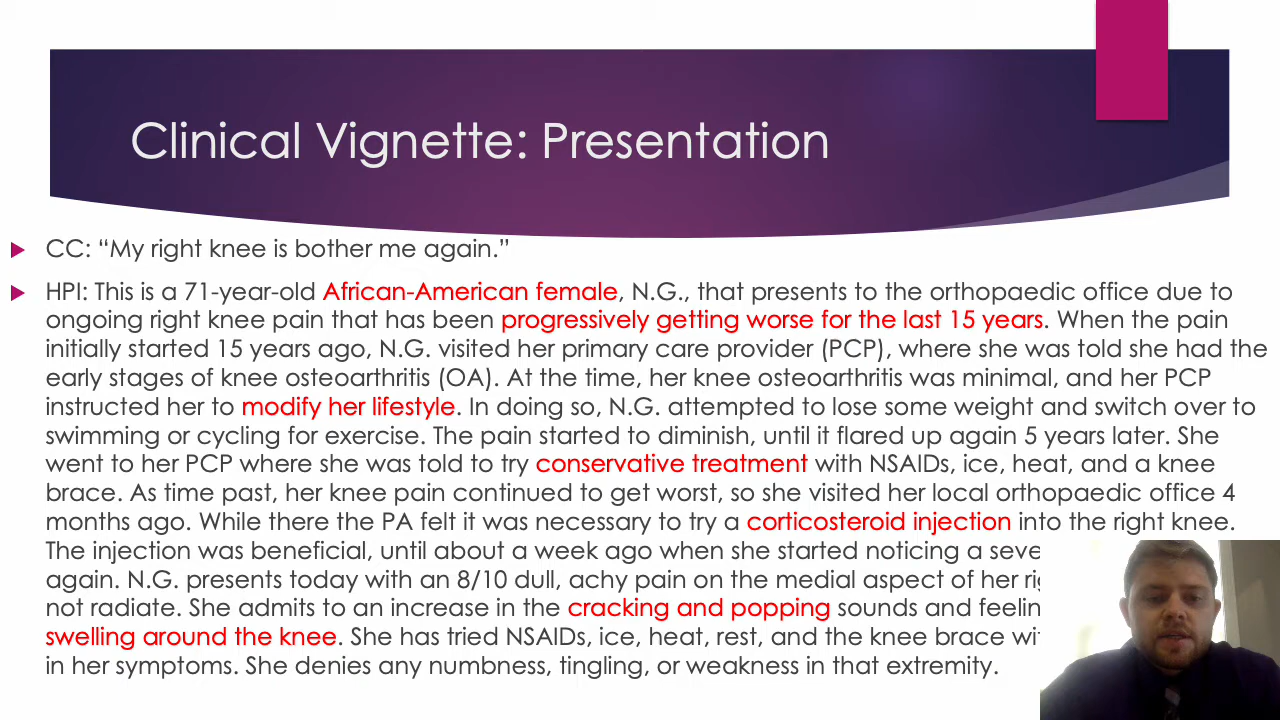 Clinical Vignette: Presentation
CC: “My right knee is bother me again.”
HPI: This is a 71-year-old African-American female, N.G., that presents to the orthopaedic office due to
ongoing right knee pain that has been progressively getting worse for the last 15 years. When the pain
initially started 15 years ago, N.G. visited her primary care provider (PCP), where she was told she had the
early stages of knee osteoarthritis (OA). At the time, her knee osteoarthritis was minimal, and her PCP
instructed her to modify her lifestyle. In doing so, N.G. attempted to lose some weight and switch over to
swimming or cycling for exercise. The pain started to diminish, until it flared up again 5 years later. She
went to her PCP where she was told to try conservative treatment with NSAIDs, ice, heat, and a knee
brace. As time past, her knee pain continued to get worst, so she visited her local orthopaedic office 4
months ago. While there the PA felt it was necessary to try a corticosteroid injection into the right knee.
The injection was beneficial, until about a week ago when she started noticing a
again. N.G. presents today with an 8/10 dull, achy pain on the medial aspect of her
not radiate. She admits to an increase in the cracking and popping sounds and
swelling around the knee. She has tried NSAIDs, ice, heat, rest, and the knee brace
in her symptoms. She denies any numbness, tingling, or weakness in that extremity.